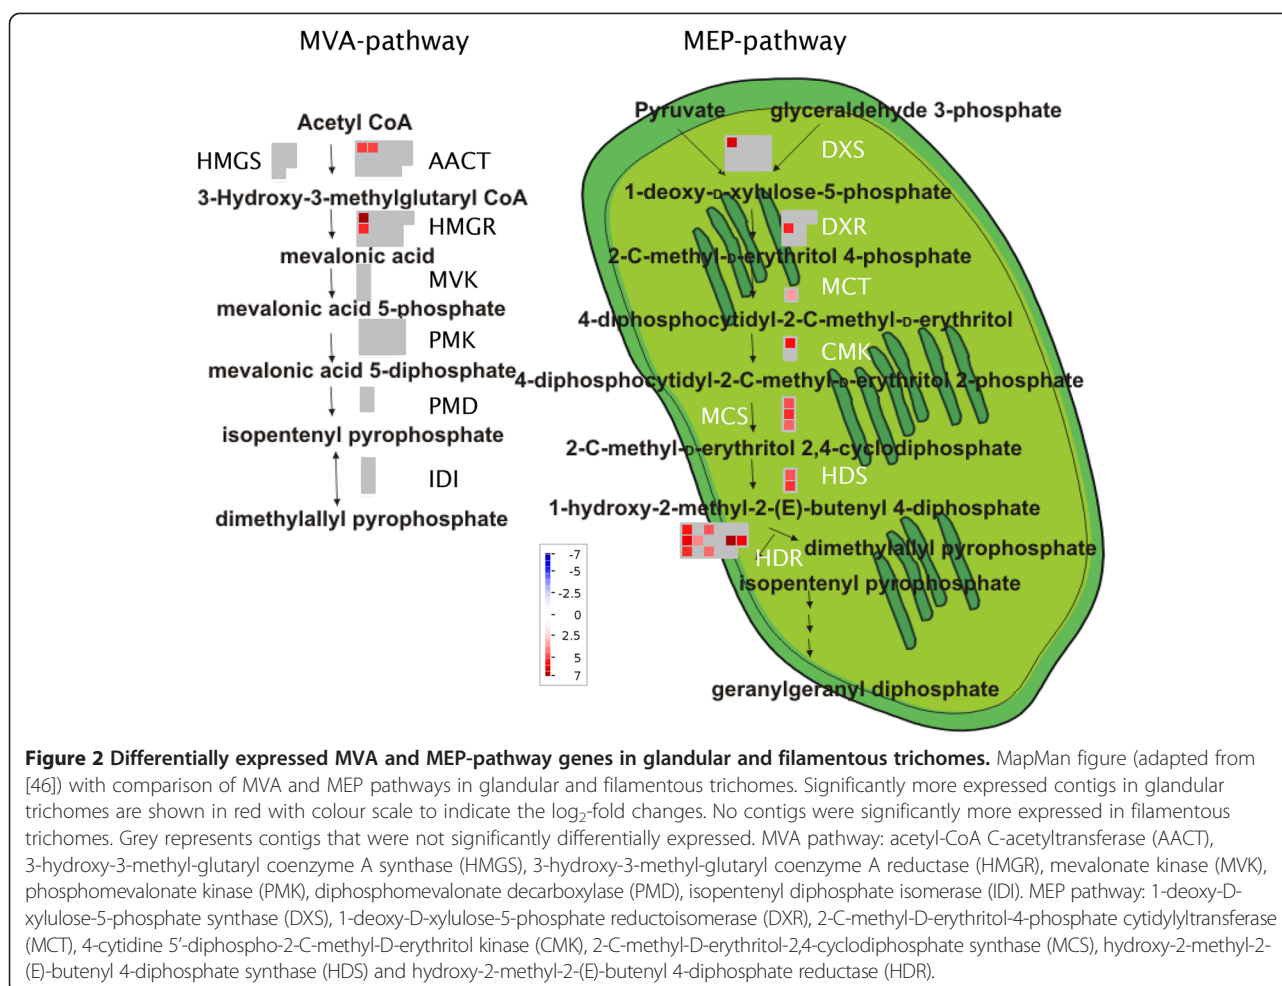 MVA-pathway
MEP-pathway
Acetyl CoA
HMGS
AACT
3-Hydroxy-3-methylglutaryl CoA
HMGR
mevalonic acid
MVK
mevalonic acid 5-phosphate
PMK
mevalonic acid 5-diphosphate
PMD
isopentenyl pyrophosphate
IDI
dimethylallyl pyrophosphate
Pyruvate
glyceraldehyde 3-phosphate
DXS
1-deoxy-D-xylulose-5-phosphate
DXR
2-C-methyl-D-erythritol 4-phosphate
MCT
4-diphosphocytidyl-2-C-methyl-D-erythritol
CMK
4-diphosphocytidyl-2-C-methyl-D-erythritol 2-phosphate
MCS
2-C-methyl-D-erythritol 2,4-cyclodiphosphate
HDS
1-hydroxy-2-methyl-2-(E)-butenyl 4-diphosphate
HDR
dimethylallyl pyrophosphate
isopentenyl pyrophosphate
geranylgeranyl diphosphate
-7
-5
-2.5
0
2.5
5
7
Figure 2 Differentially expressed MVA and MEP-pathway genes in glandular and filamentous trichomes. MapMan figure (adapted from
[46]) with comparison of MVA and MEP pathways in glandular and filamentous trichomes. Significantly more expressed contigs in glandular
trichomes are shown in red with colour scale to indicate the log₂-fold changes. No contigs were significantly more expressed in filamentous
trichomes. Grey represents contigs that were not significantly differentially expressed. MVA pathway: acetyl-CoA C-acetyltransferase (AACT),
3-hydroxy-3-methyl-glutaryl coenzyme A synthase (HMGS), 3-hydroxy-3-methyl-glutaryl coenzyme A reductase (HMGR), mevalonate kinase (MVK),
phosphomevalonate kinase (PMK), diphosphomevalonate decarboxylase (PMD), isopentenyl diphosphate isomerase (IDI). MEP pathway: 1-deoxy-D-
xylulose-5-phosphate synthase (DXS), 1-deoxy-D-xylulose-5-phosphate reductoisomerase (DXR), 2-C-methyl-D-erythritol-4-phosphate cytidylyltransferase
(MCT), 4-cytidine 5′-diphospho-2-C-methyl-D-erythritol kinase (CMK), 2-C-methyl-D-erythritol-2,4-cyclodiphosphate synthase (MCS), hydroxy-2-methyl-2-
(E)-butenyl 4-diphosphate synthase (HDS) and hydroxy-2-methyl-2-(E)-butenyl 4-diphosphate reductase (HDR).